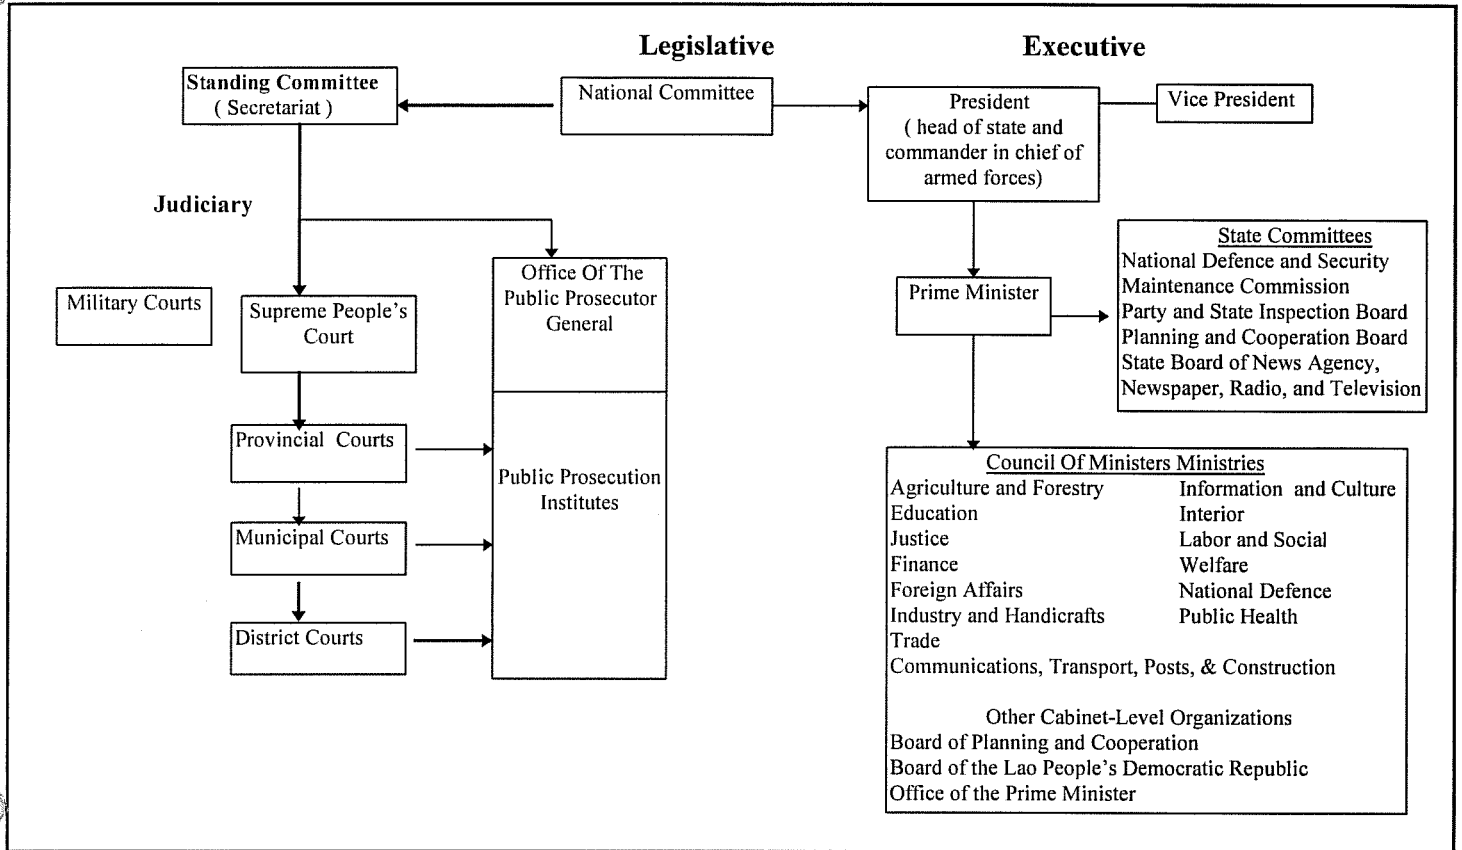 Legislative
Executive
Standing Committee
( Secretariat )
National Committee
President
( head of state and
commander in chief of
armed forces)
Vice President
Judiciary
Military Courts
Supreme People's
Court
Office Of The
Public Prosecutor
General
Prime Minister
State Committees
National Defence and Security
Maintenance Commission
Party and State Inspection Board
Planning and Cooperation Board
State Board of News Agency,
Newspaper, Radio, and Television
Provincial Courts
Municipal Courts
District Courts
Public Prosecution
Institutes
Council Of Ministers Ministries
Agriculture and Forestry
Education
Justice
Finance
Foreign Affairs
Industry and Handicrafts
Trade
Communications, Transport, Posts, & Construction
Information and Culture
Interior
Labor and Social
Welfare
National Defence
Public Health
Other Cabinet-Level Organizations
Board of Planning and Cooperation
Board of the Lao People's Democratic Republic
Office of the Prime Minister